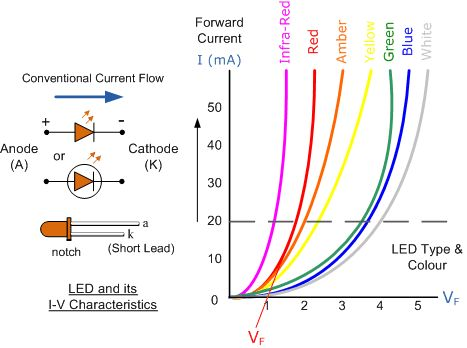 Forward
Current
I (mA)
Infra-Red
Red
Amber
Yellow
Green
Blue
White
Conventional Current Flow
+
-
Anode
(A)
or
Cathode
(K)
a
k
notch
(Short Lead)
LED and its
I-V Characteristics
50
40
30
20
10
0
LED Type &
Colour
1
2
3
4
5
VF
VF